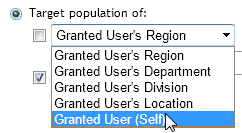 Target population of:
Granted User's Region
Granted User's Region
Granted User's Department
Granted User's Division
Granted User's Location
Granted User (Self)